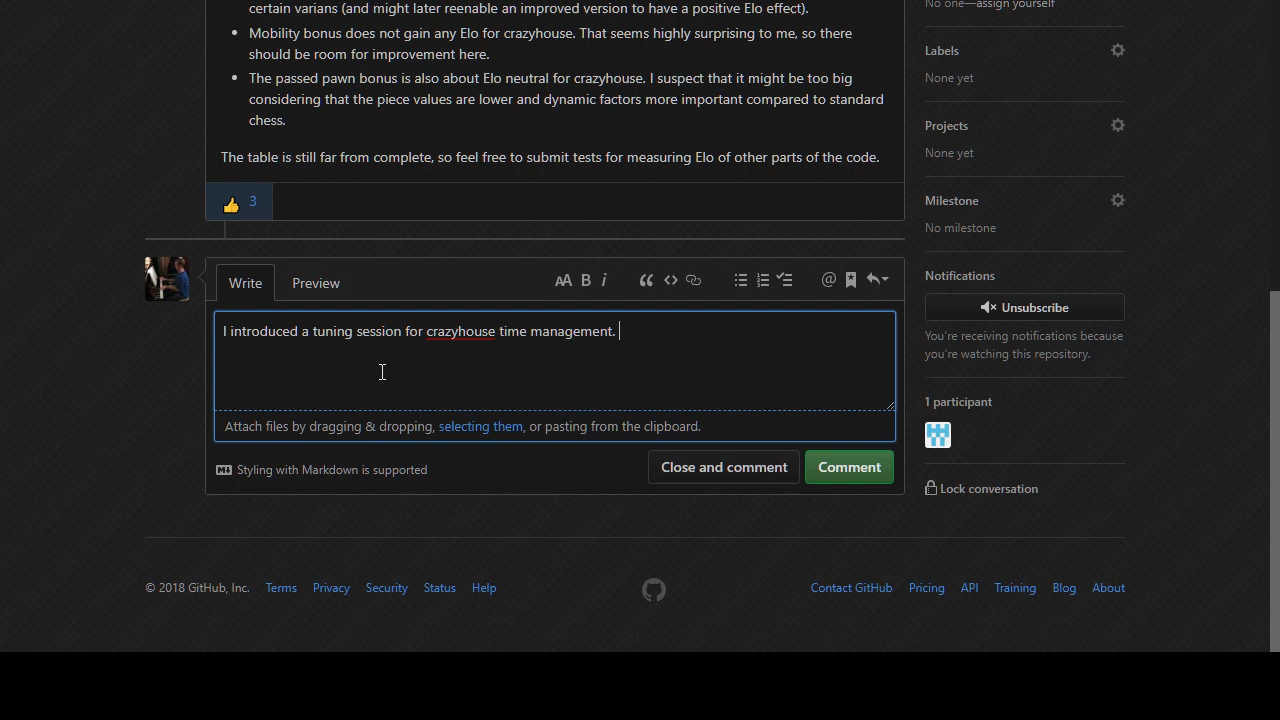 certain varians (and might later reenable an improved version to have a positive Elo effect).
Mobility bonus does not gain any Elo for crazyhouse. That seems highly surprising to me, so there
should be room for improvement here.
The passed pawn bonus is also about Elo neutral for crazyhouse. I suspect that it might be too big
considering that the piece values are lower and dynamic factors more important compared to standard
chess.
The table is still far from complete, so feel free to submit tests for measuring Elo of other parts of the code.
👍 3
Write Preview
AA B i @
I introduced a tuning session for crazyhouse time management.
Attach files by dragging & dropping, selecting them, or pasting from the clipboard.
Styling with Markdown is supported
Close and comment Comment
No one—assign yourself
Labels
None yet
Projects
None yet
Milestone
No milestone
Notifications
Unsubscribe
You're receiving notifications because
you're watching this repository.
1 participant
Lock conversation
© 2018 GitHub, Inc. Terms Privacy Security Status Help
Contact GitHub Pricing API Training Blog About